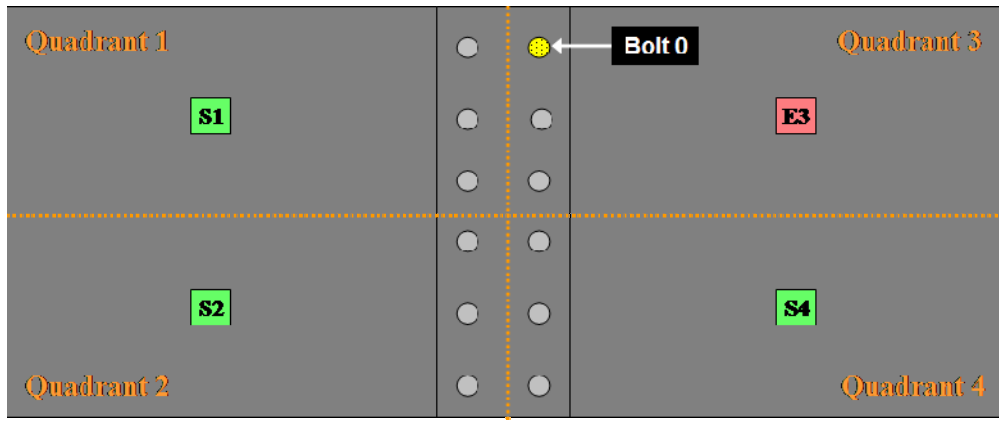 Quadrant 1
Bolt 0
Quadrant 3
S1
E3
S2
S4
Quadrant 2
Quadrant 4